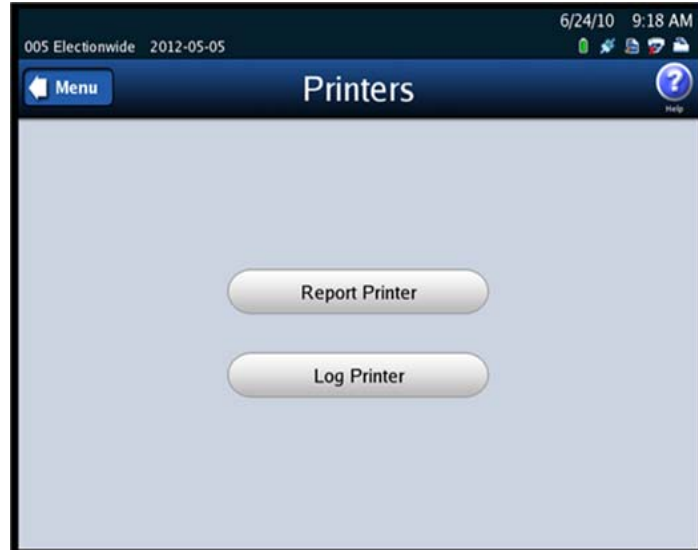 6/24/10 9:18 AM
005 Electionwide 2012-05-05
Menu
Printers
Help
Report Printer
Log Printer